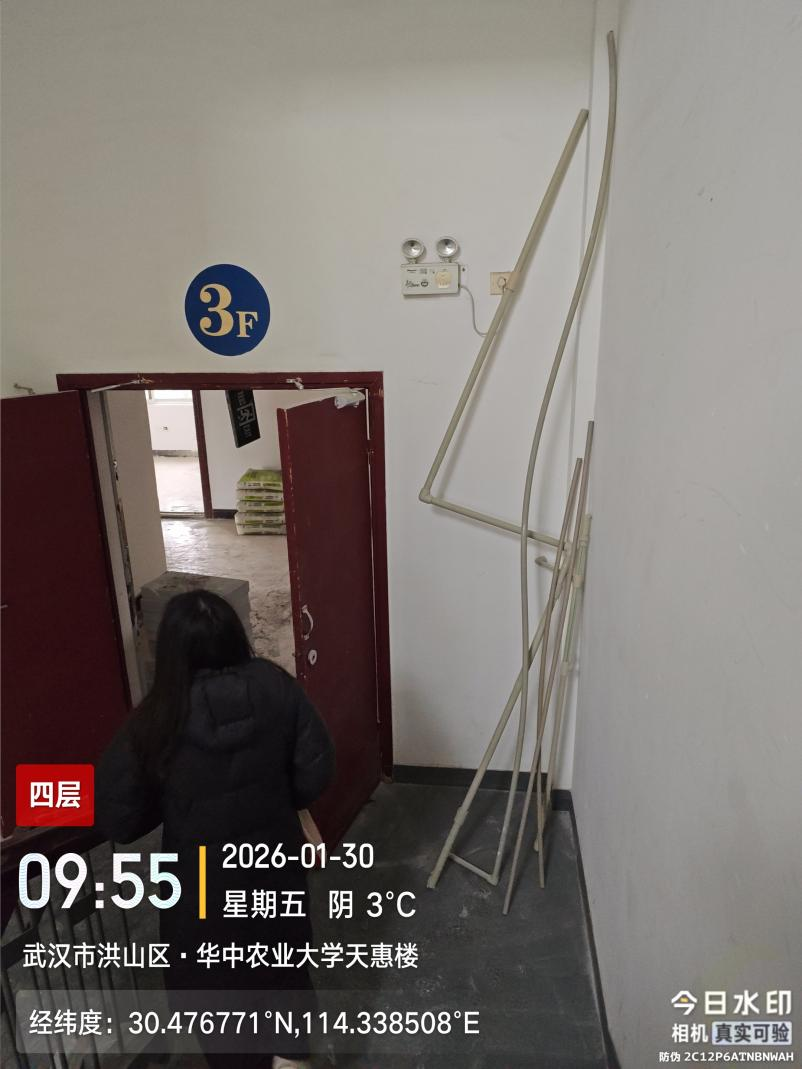 3F
EXIT
四层
09:55
2026-01-30
星期五 阴 3°C
武汉市洪山区·华中农业大学天惠楼
经纬度：30.476771°N,114.338508°E
今日水印
相机 真实可验
防伪 2C12P6ATNBNWAH